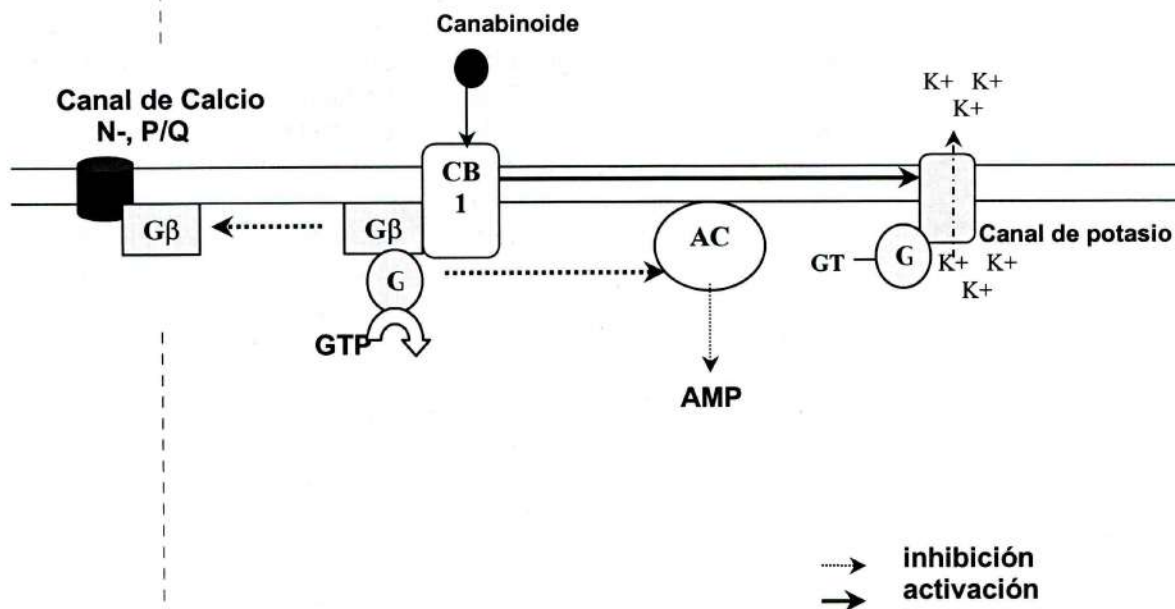 Canabinoide
Canal de Calcio
N-, P/Q
K+ K+
K+
CB
1
Gβ
Gβ
G
GTP
AC
AMP
GT
G
Canal de potasio
K+ K+
K+
inhibición
activación